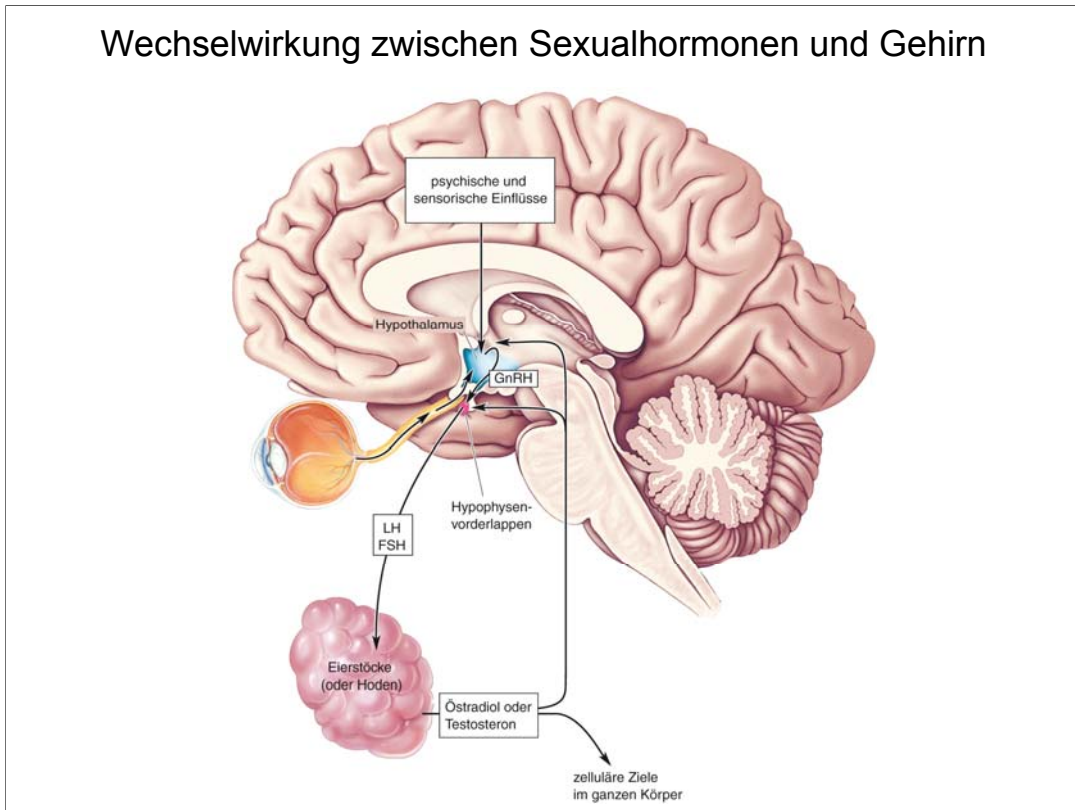 Wechselwirkung zwischen Sexualhormonen und Gehirn
psychische und
sensorische Einflüsse
Hypothalamus
GnRH
Hypophysen-
vorderlappen
LH
FSH
Eierstöcke
(oder Hoden)
Östradiol oder
Testosteron
zelluläre Ziele
im ganzen Körper